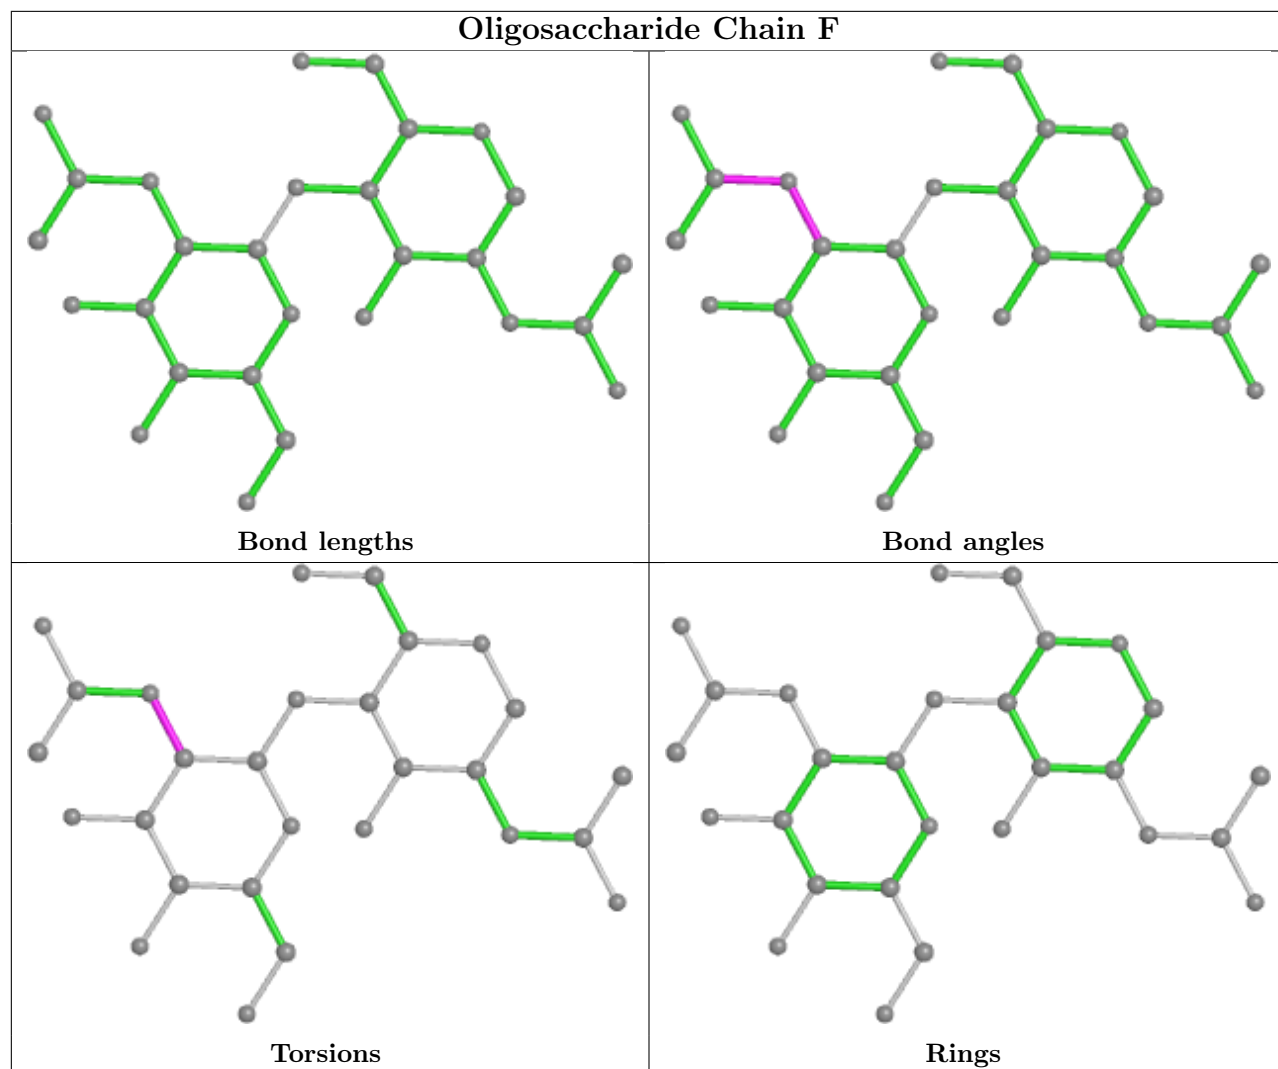 Oligosaccharide Chain F
Bond lengths
Bond angles
Torsions
Rings